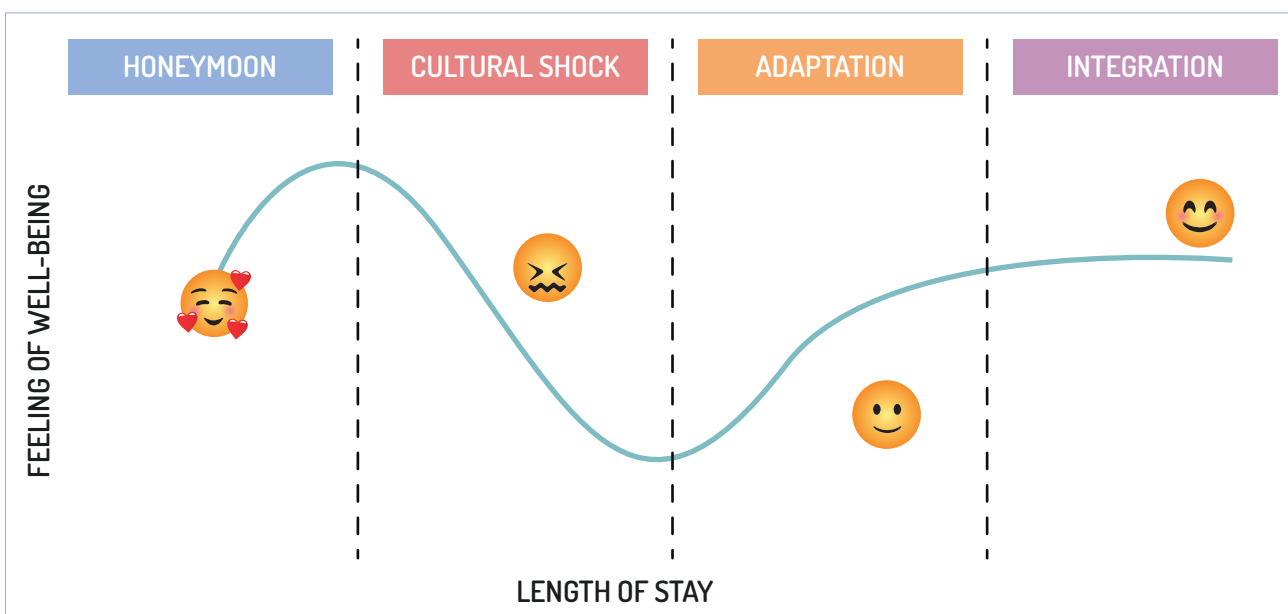 HONEYMOON
CULTURAL SHOCK
ADAPTATION
INTEGRATION
FEELING OF WELL-BEING
LENGTH OF STAY